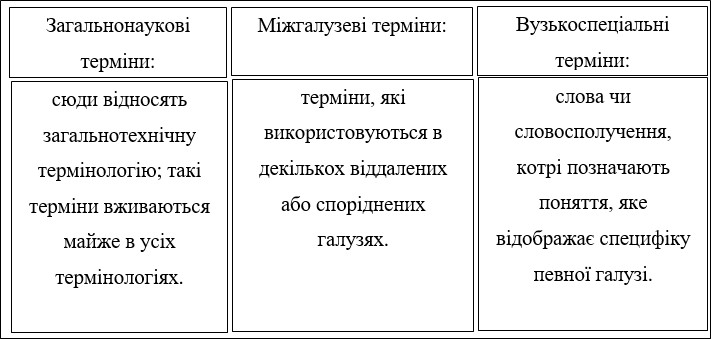 Загальнонаукові
терміни:
Міжгалузеві терміни:
Вузькоспеціальні
терміни:
сюди відносять
загальнотехнічну
термінологію; такі
терміни вживаються
майже в усіх
термінологіях.
терміни, які
використовуються в
декількох віддалених
або споріднених
галузях.
слова чи
словосполучення,
котрі позначають
поняття, яке
відображає специфіку
певної галузі.